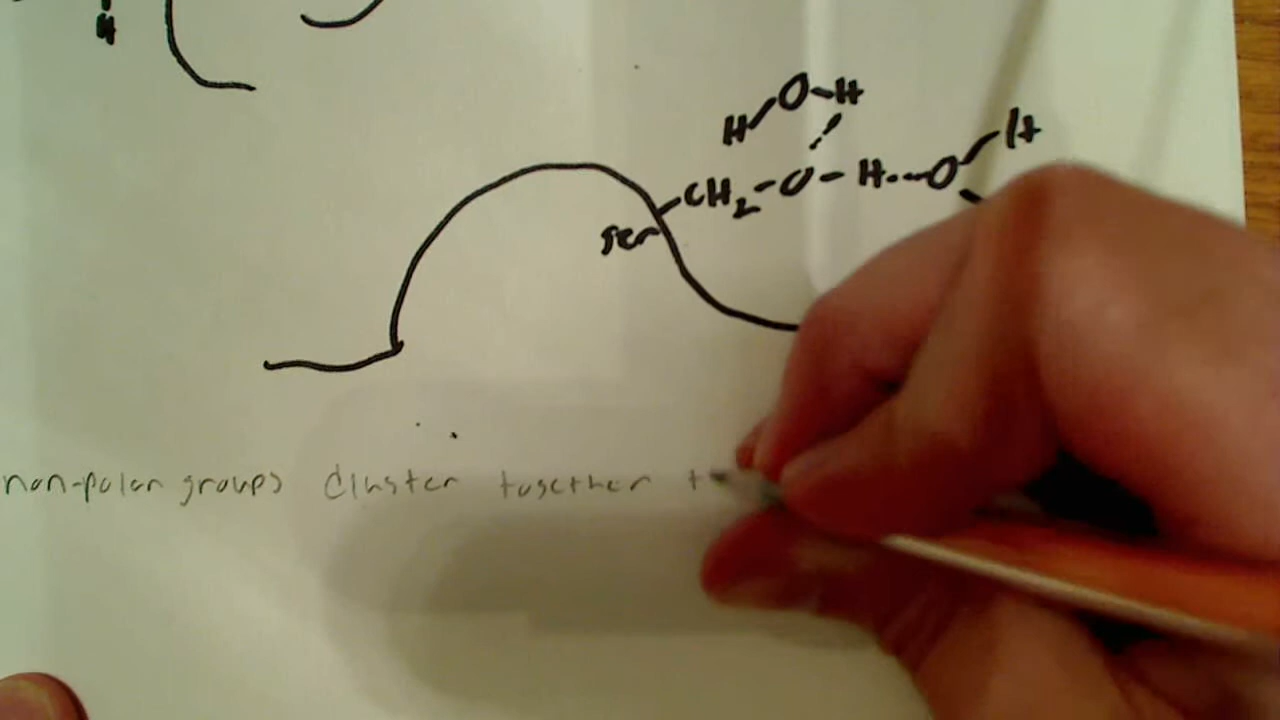 H
H O-H
CH2-O-H...O H
ser
non-polar groups cluster together t